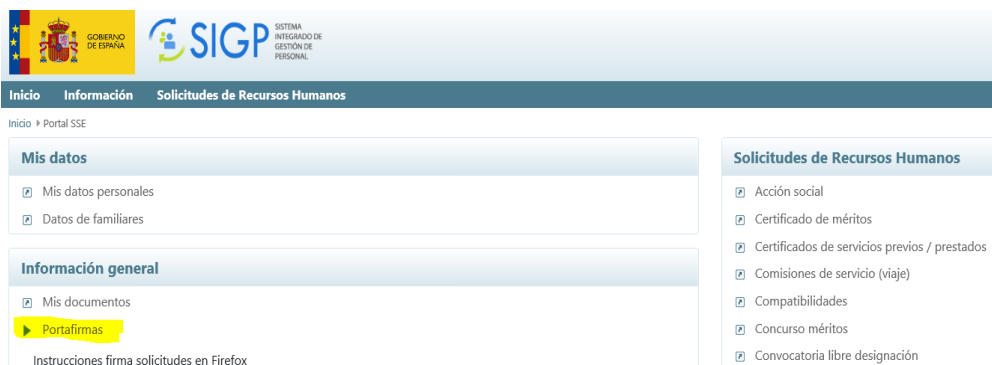 GOBIERNO
DE ESPAÑA
SIGP
SISTEMA
INTEGRADO DE
GESTIÓN DE
PERSONAL
Inicio Información Solicitudes de Recursos Humanos
Inicio Portal SSE
Mis datos
Mis datos personales
Datos de familiares
Información general
Mis documentos
Portafirmas
Instrucciones firma solicitudes en Firefox
Solicitudes de Recursos Humanos
Acción social
Certificado de méritos
Certificados de servicios previos / prestados
Comisiones de servicio (viaje)
Compatibilidades
Concurso méritos
Convocatoria libre designación